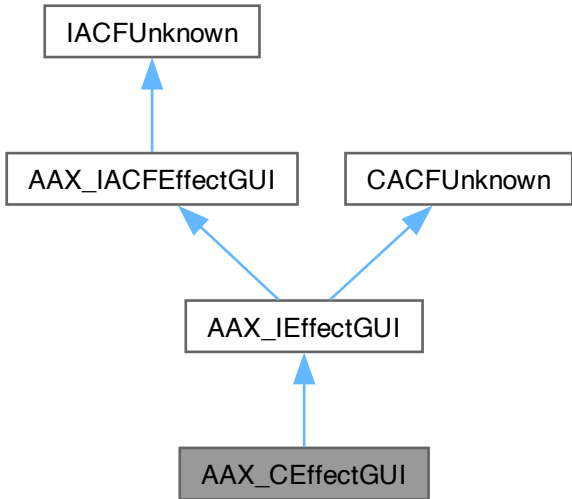 IACFUnknown
AAX_IACFEffectGUI
CACFUnknown
AAX_IEffectGUI
AAX_CEffectGUI